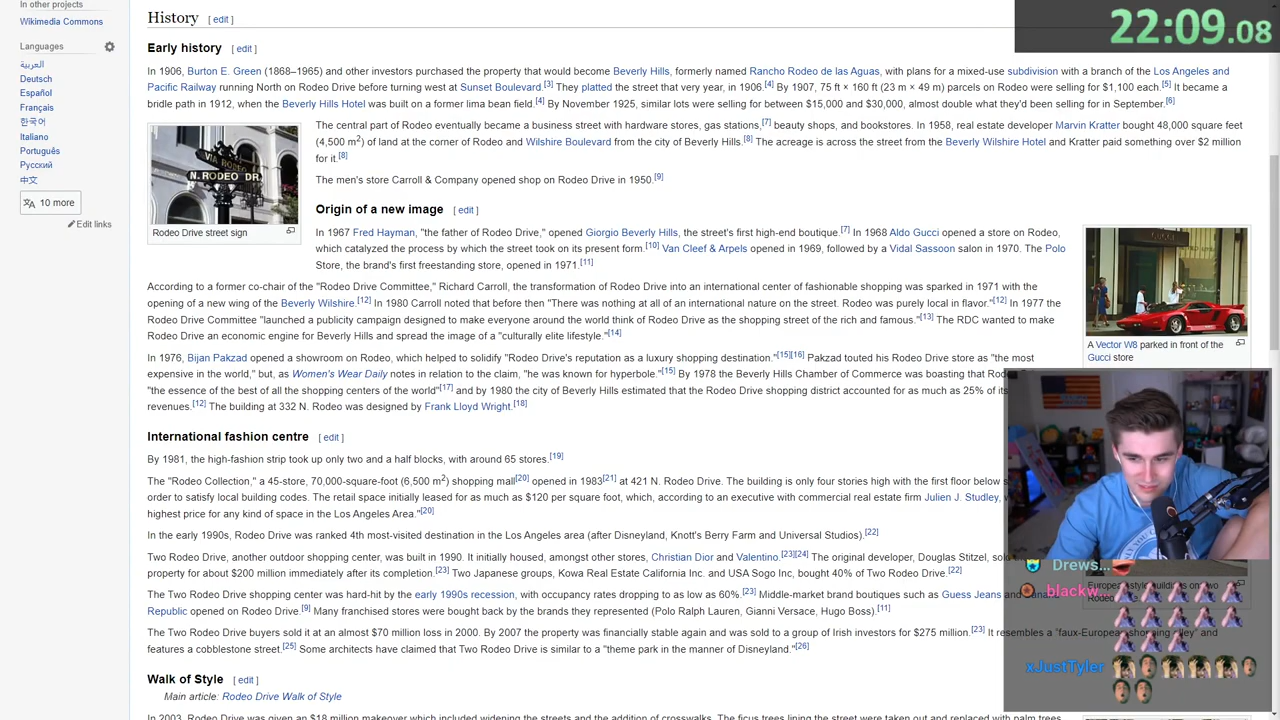 In other projects
Wikimedia Commons
Languages
العربية
Deutsch
Español
Français
한국어
Italiano
Português
Русский
中文
10 more
Edit links
History [ edit ]
Early history [ edit ]
In 1906, Burton E. Green (1868–1965) and other investors purchased the property that would become Beverly Hills, formerly named Rancho Rodeo de las Aguas, with plans for a mixed-use subdivision with a branch of the Los Angeles and
Pacific Railway running North on Rodeo Drive before turning west at Sunset Boulevard.[3] They platted the street that very year, in 1906.[4] By 1907, 75 ft × 160 ft (23 m × 49 m) parcels on Rodeo were selling for $1,100 each.[5] It became a
bridle path in 1912, when the Beverly Hills Hotel was built on a former lima bean field.[4] By November 1925, similar lots were selling for between $15,000 and $30,000, almost double what they'd been selling for in September.[6]
VIA RODEO
N. RODEO DR.
Rodeo Drive street sign
The central part of Rodeo eventually became a business street with hardware stores, gas stations,[7] beauty shops, and bookstores. In 1958, real estate developer Marvin Kratter bought 48,000 square feet
(4,500 m2) of land at the corner of Rodeo and Wilshire Boulevard from the city of Beverly Hills.[8] The acreage is across the street from the Beverly Wilshire Hotel and Kratter paid something over $2 million
for it.[8]
The men's store Carroll & Company opened shop on Rodeo Drive in 1950.[9]
Origin of a new image [ edit ]
In 1967 Fred Hayman, "the father of Rodeo Drive," opened Giorgio Beverly Hills, the street's first high-end boutique.[7] In 1968 Aldo Gucci opened a store on Rodeo,
which catalyzed the process by which the street took on its present form.[10] Van Cleef & Arpels opened in 1969, followed by a Vidal Sassoon salon in 1970. The Polo
Store, the brand's first freestanding store, opened in 1971.[11]
GUCCI
A Vector W8 parked in front of the
Gucci store
According to a former co-chair of the "Rodeo Drive Committee," Richard Carroll, the transformation of Rodeo Drive into an international center of fashionable shopping was sparked in 1971 with the
opening of a new wing of the Beverly Wilshire.[12] In 1980 Carroll noted that before then "There was nothing at all of an international nature on the street. Rodeo was purely local in flavor."[12] In 1977 the
Rodeo Drive Committee "launched a publicity campaign designed to make everyone around the world think of Rodeo Drive as the shopping street of the rich and famous."[13] The RDC wanted to make
Rodeo Drive an economic engine for Beverly Hills and spread the image of a "culturally elite lifestyle."[14]
In 1976, Bijan Pakzad opened a showroom on Rodeo, which helped to solidify "Rodeo Drive's reputation as a luxury shopping destination."[15][16] Pakzad touted his Rodeo Drive store as "the most
expensive in the world," but, as Women's Wear Daily notes in relation to the claim, "he was known for hyperbole."[15] By 1978 the Beverly Hills Chamber of Commerce was boasting that
"the essence of the best of all the shopping centers of the world"[17] and by 1980 the city of Beverly Hills estimated that the Rodeo Drive shopping district accounted for as much as 25% of its
revenues.[12] The building at 332 N. Rodeo was designed by Frank Lloyd Wright.[18]
International fashion centre [ edit ]
By 1981, the high-fashion strip took up only two and a half blocks, with around 65 stores.[19]
The "Rodeo Collection," a 45-store, 70,000-square-foot (6,500 m2) shopping mall[20] opened in 1983[21] at 421 N. Rodeo Drive. The building is only four stories high with the first floor below
order to satisfy local building codes. The retail space initially leased for as much as $120 per square foot, which, according to an executive with commercial real estate firm Julien J. Studley,
highest price for any kind of space in the Los Angeles Area."[20]
In the early 1990s, Rodeo Drive was ranked 4th most-visited destination in the Los Angeles area (after Disneyland, Knott's Berry Farm and Universal Studios).[22]
Two Rodeo Drive, another outdoor shopping center, was built in 1990. It initially housed, amongst other stores, Christian Dior and Valentino.[23][24] The original developer, Douglas Stitzel,
property for about $200 million immediately after its completion.[23] Two Japanese groups, Kowa Real Estate California Inc. and USA Sogo Inc, bought 40% of Two Rodeo Drive.[22]
The Two Rodeo Drive shopping center was hard-hit by the early 1990s recession, with occupancy rates dropping to as low as 60%.[23] Middle-market brand boutiques such as Guess Jeans and
Republic opened on Rodeo Drive.[9] Many franchised stores were bought back by the brands they represented (Polo Ralph Lauren, Gianni Versace, Hugo Boss).[11]
The Two Rodeo Drive buyers sold it at an almost $70 million loss in 2000. By 2007 the property was financially stable again and was sold to a group of Irish investors for $275 million.[23] It resembles a "faux-European shopping alley" and
features a cobblestone street.[25] Some architects have claimed that Two Rodeo Drive is similar to a "theme park in the manner of Disneyland."[26]
Walk of Style [ edit ]
Main article: Rodeo Drive Walk of Style
In 2003, Rodeo Drive was given an $18 million makeover which included widening the streets and the addition of crosswalks. The ficus trees lining the street were taken out and replaced with palm trees
22:09.08
Drews...
blackw...
xJustTyler